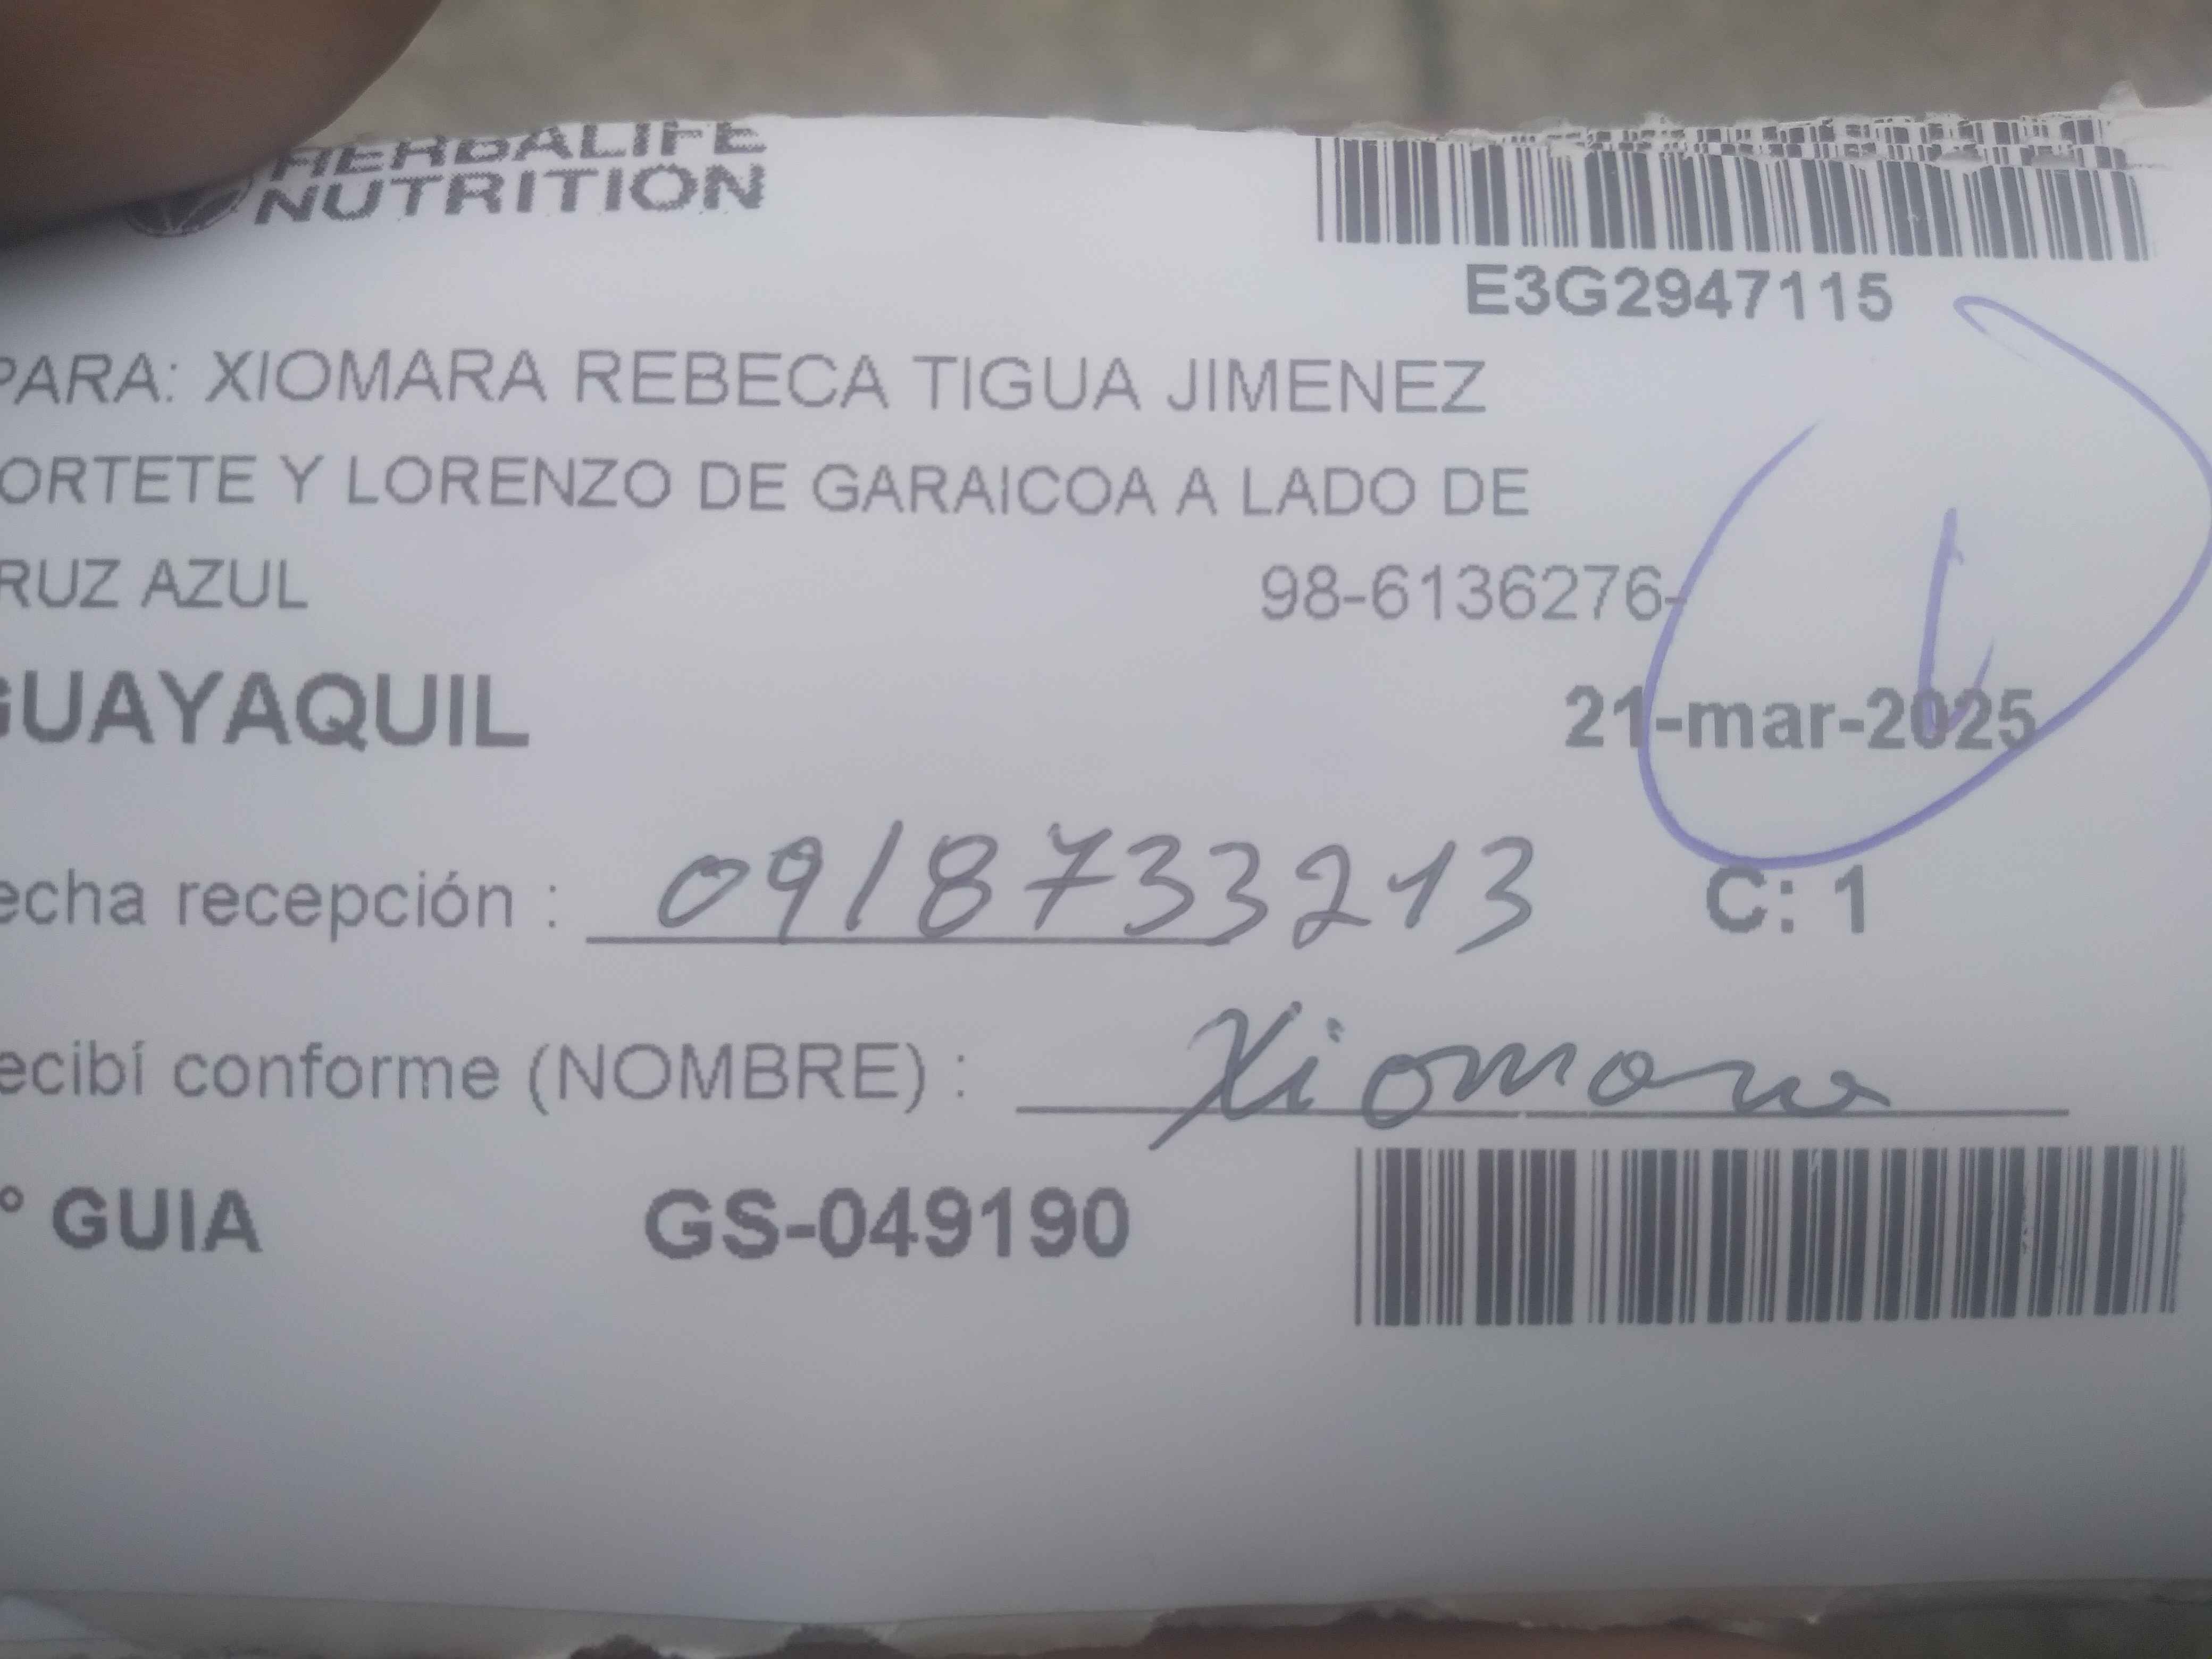 HERBALIFE
NUTRITION
E3G2947115
PARA: XIOMARA REBECA TIGUA JIMENEZ
ORTETE Y LORENZO DE GARAICOA A LADO DE
RUZ AZUL 98-6136276-
GUAYAQUIL 21-mar-2025
echa recepción : 0918733213 C: 1
ecibí conforme (NOMBRE) : Xiomara
° GUIA GS-049190